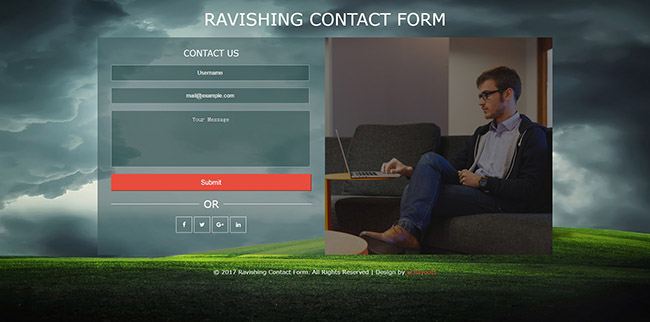 RAVISHING CONTACT FORM
CONTACT US
Username
mail@example.com
Your Message
Submit
OR
f G+ in
© 2017 Ravishing Contact Form. All Rights Reserved | Design by